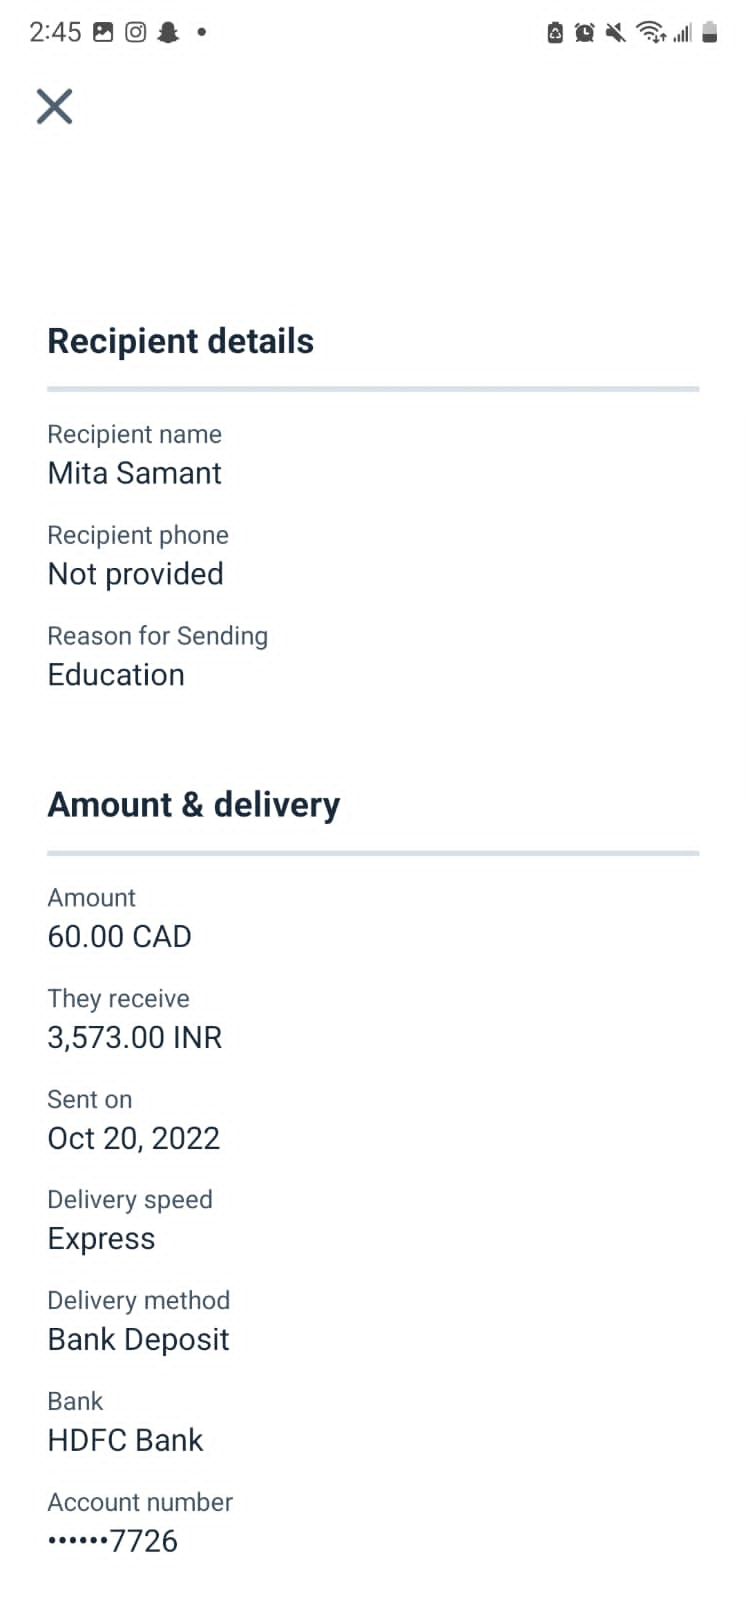 2:45
Recipient details
Recipient name
Mita Samant
Recipient phone
Not provided
Reason for Sending
Education
Amount & delivery
Amount
60.00 CAD
They receive
3,573.00 INR
Sent on
Oct 20, 2022
Delivery speed
Express
Delivery method
Bank Deposit
Bank
HDFC Bank
Account number
••••••7726